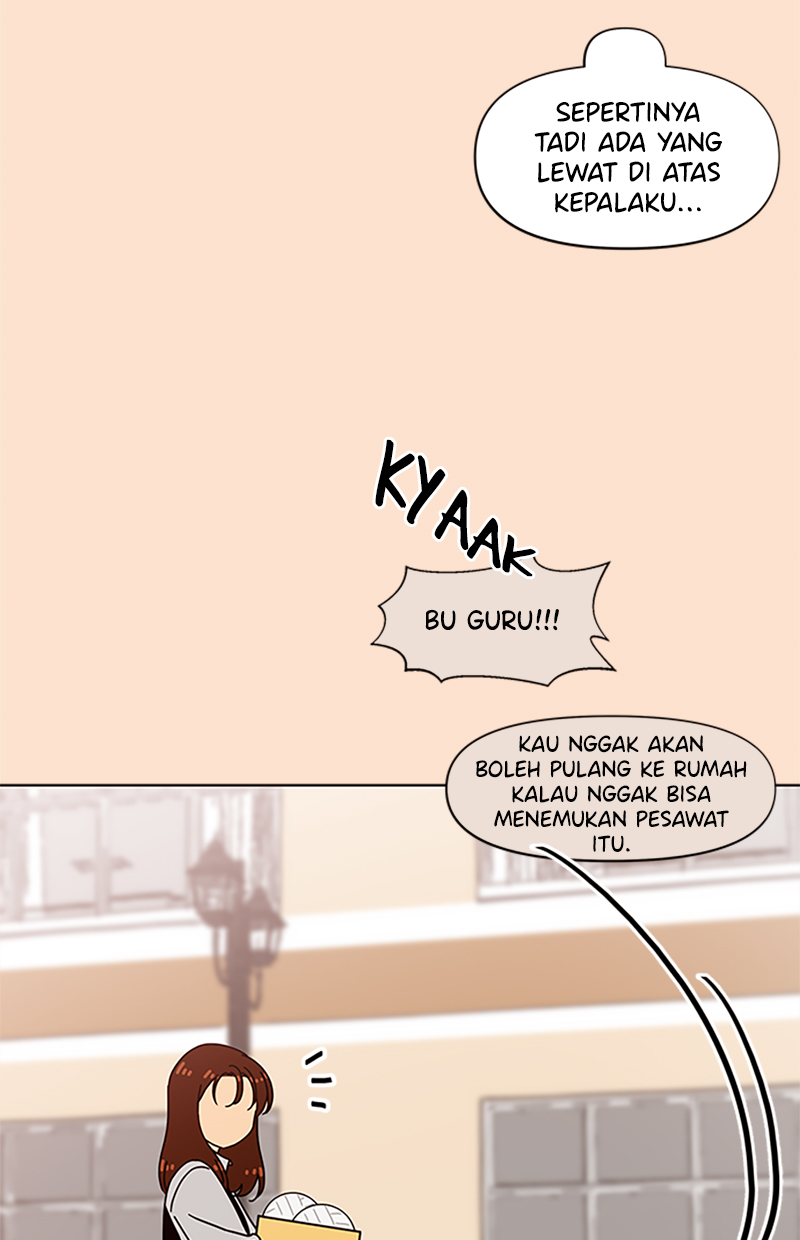 SEPERTINYA
TADI ADA YANG
LEWAT DI ATAS
KEPALAKU...
KYAAK
BU GURU!!!
KAU NGGAK AKAN
BOLEH PULANG KE RUMAH
KALAU NGGAK BISA
MENEMUKAN PESAWAT
ITU.